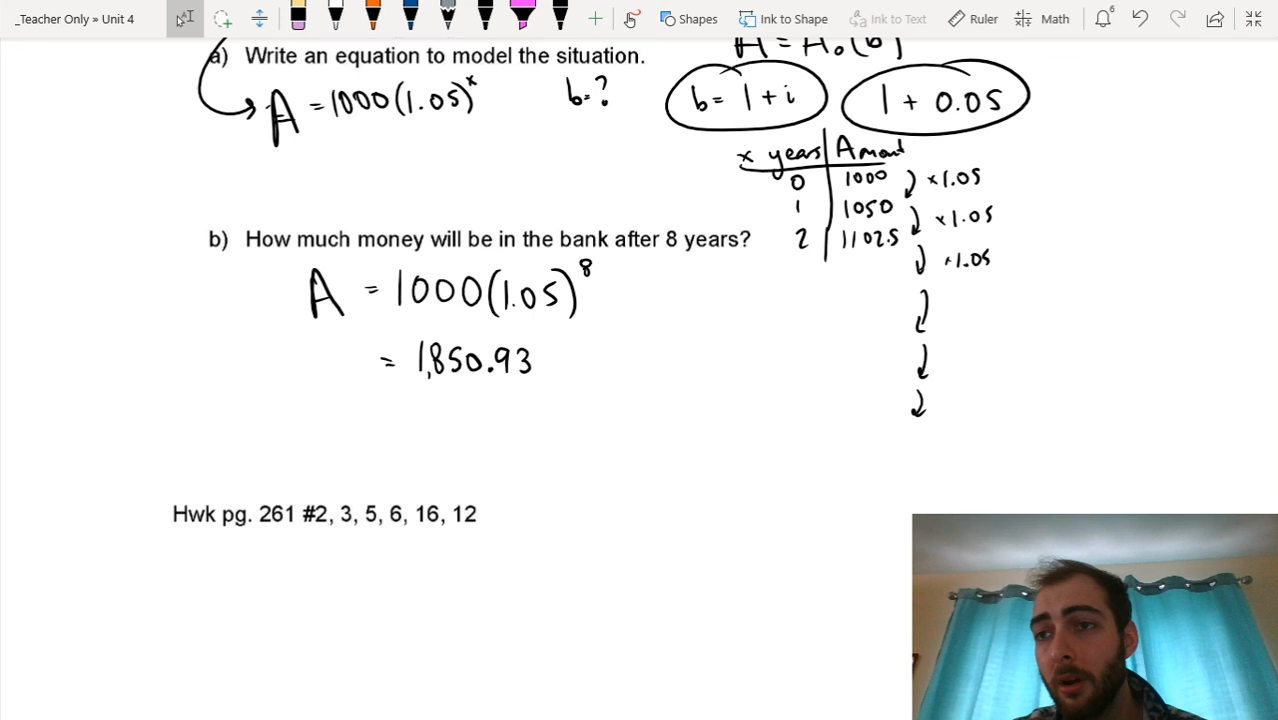 _Teacher Only » Unit 4
Shapes
Ink to Shape
Ink to Text
Ruler
Math
6
a) Write an equation to model the situation.
A = 1000(1.05)^x
b=?
b= 1+i
1 + 0.05
x years Amount
0 1000 ×1.05
1 1050 ×1.05
2 1102.5 ×1.05
b) How much money will be in the bank after 8 years?
A = 1000(1.05)^8
= 1,850.93
Hwk pg. 261 #2, 3, 5, 6, 16, 12